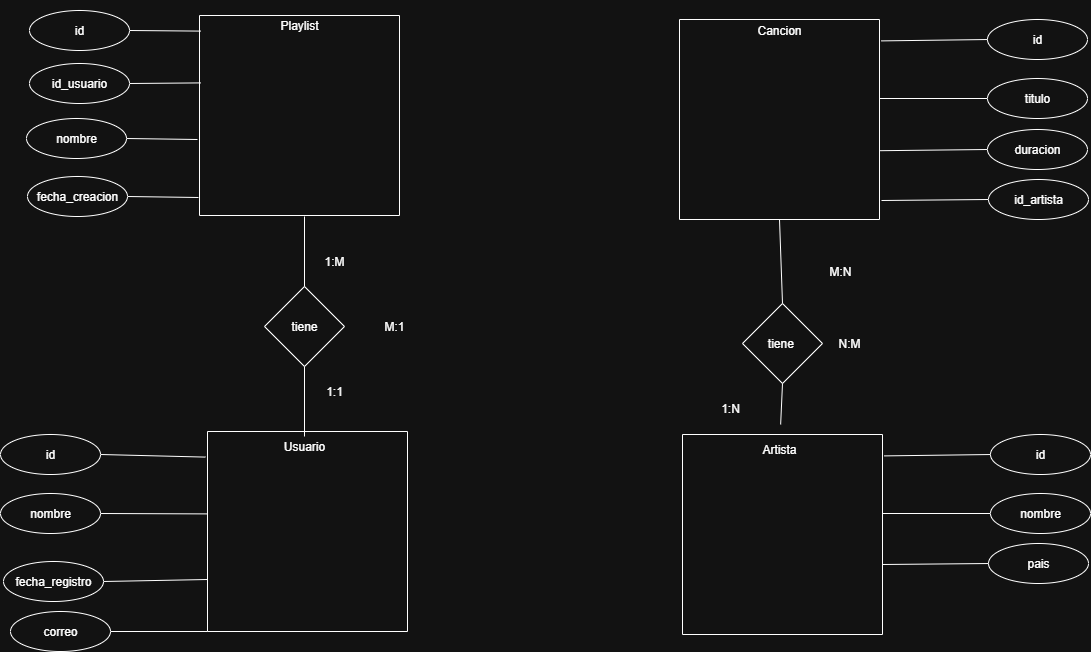 Playlist
id
id_usuario
nombre
fecha_creacion
1:M
tiene
M:1
1:1
Usuario
id
nombre
fecha_registro
correo
Cancion
id
titulo
duracion
id_artista
M:N
tiene
N:M
1:N
Artista
id
nombre
pais